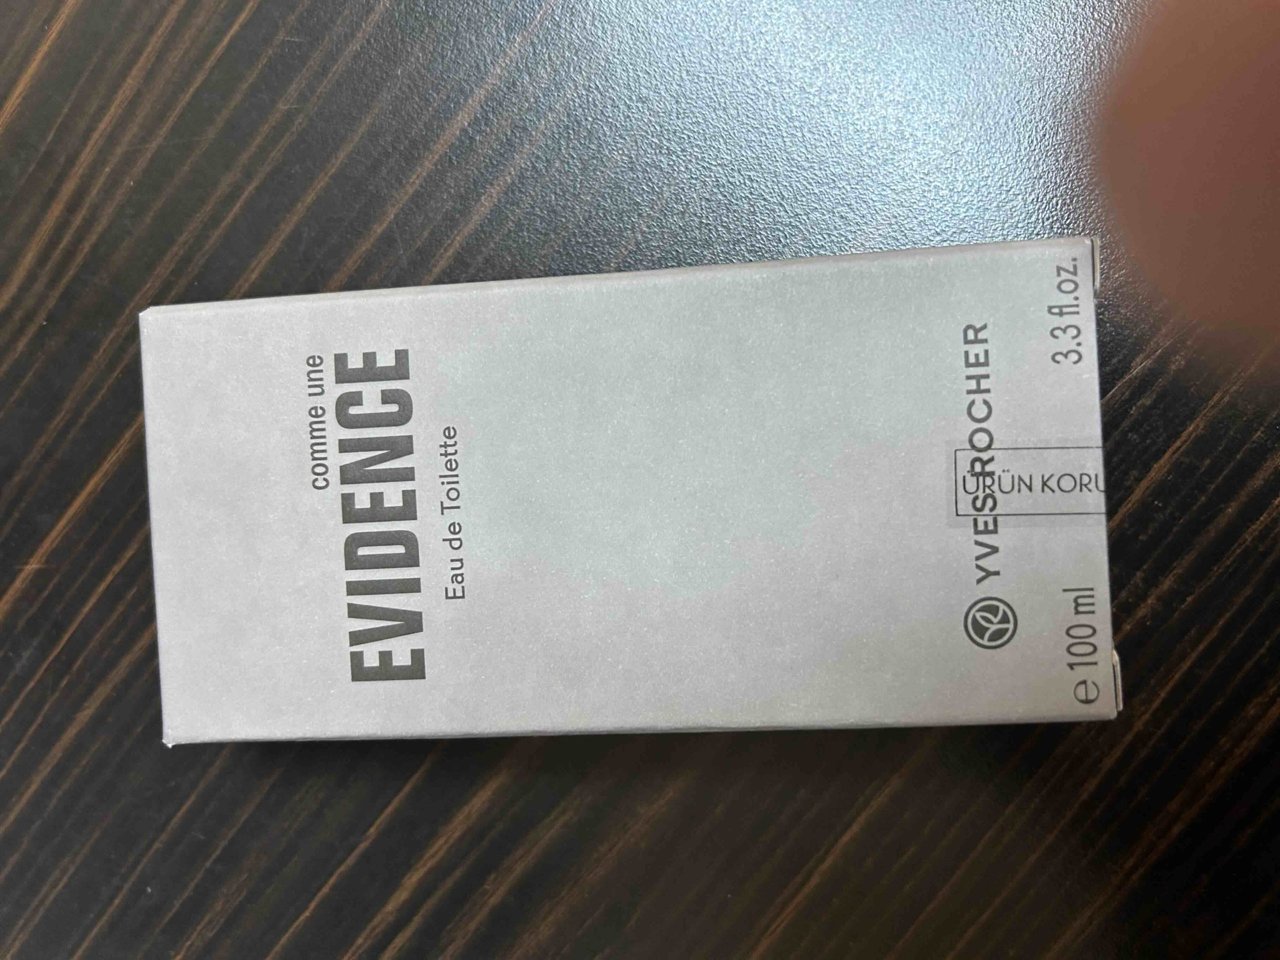 comme une
EVIDENCE
Eau de Toilette
YVES ROCHER
ÜRÜN KORU
e 100 ml
3.3 fl.oz.